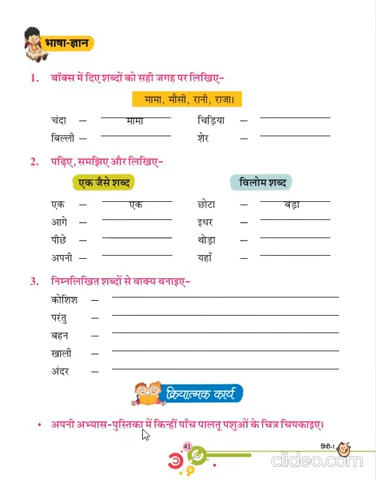 भाषा-ज्ञान
1. बॉक्स में दिए शब्दों को सही जगह पर लिखिए-
मामा, मौसी, रानी, राजा।
चंदा – मामा चिड़िया –
बिल्ली – शेर –
2. पढ़िए, समझिए और लिखिए-
एक जैसे शब्द विलोम शब्द
एक – एक छोटा – बड़ा
आगे – इधर –
पीछे – थोड़ा –
अपनी – यहाँ –
3. निम्नलिखित शब्दों से वाक्य बनाइए-
कोशिश –
परंतु –
बहन –
खाली –
अंदर –
क्रियात्मक कार्य
• अपनी अभ्यास-पुस्तिका में किन्हीं पाँच पालतू पशुओं के चित्र चिपकाइए।
41
हिंदी-1
clideo.com